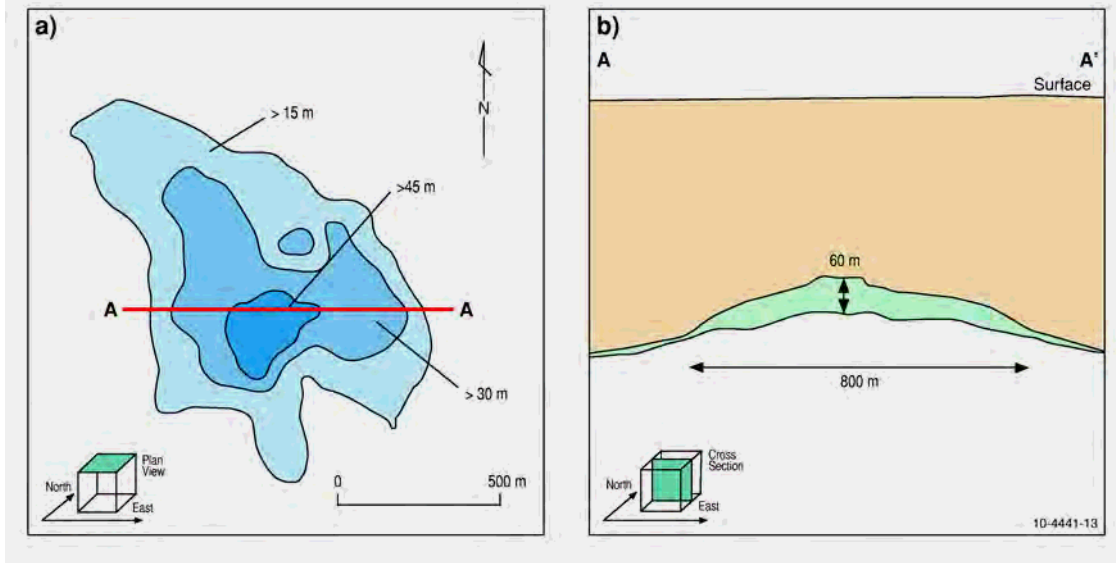 a)
N
> 15 m
>45 m
A
A
> 30 m
Plan
View
North
East
0
500 m
b)
A
A'
Surface
60 m
800 m
Cross
Section
North
East
10-4441-13